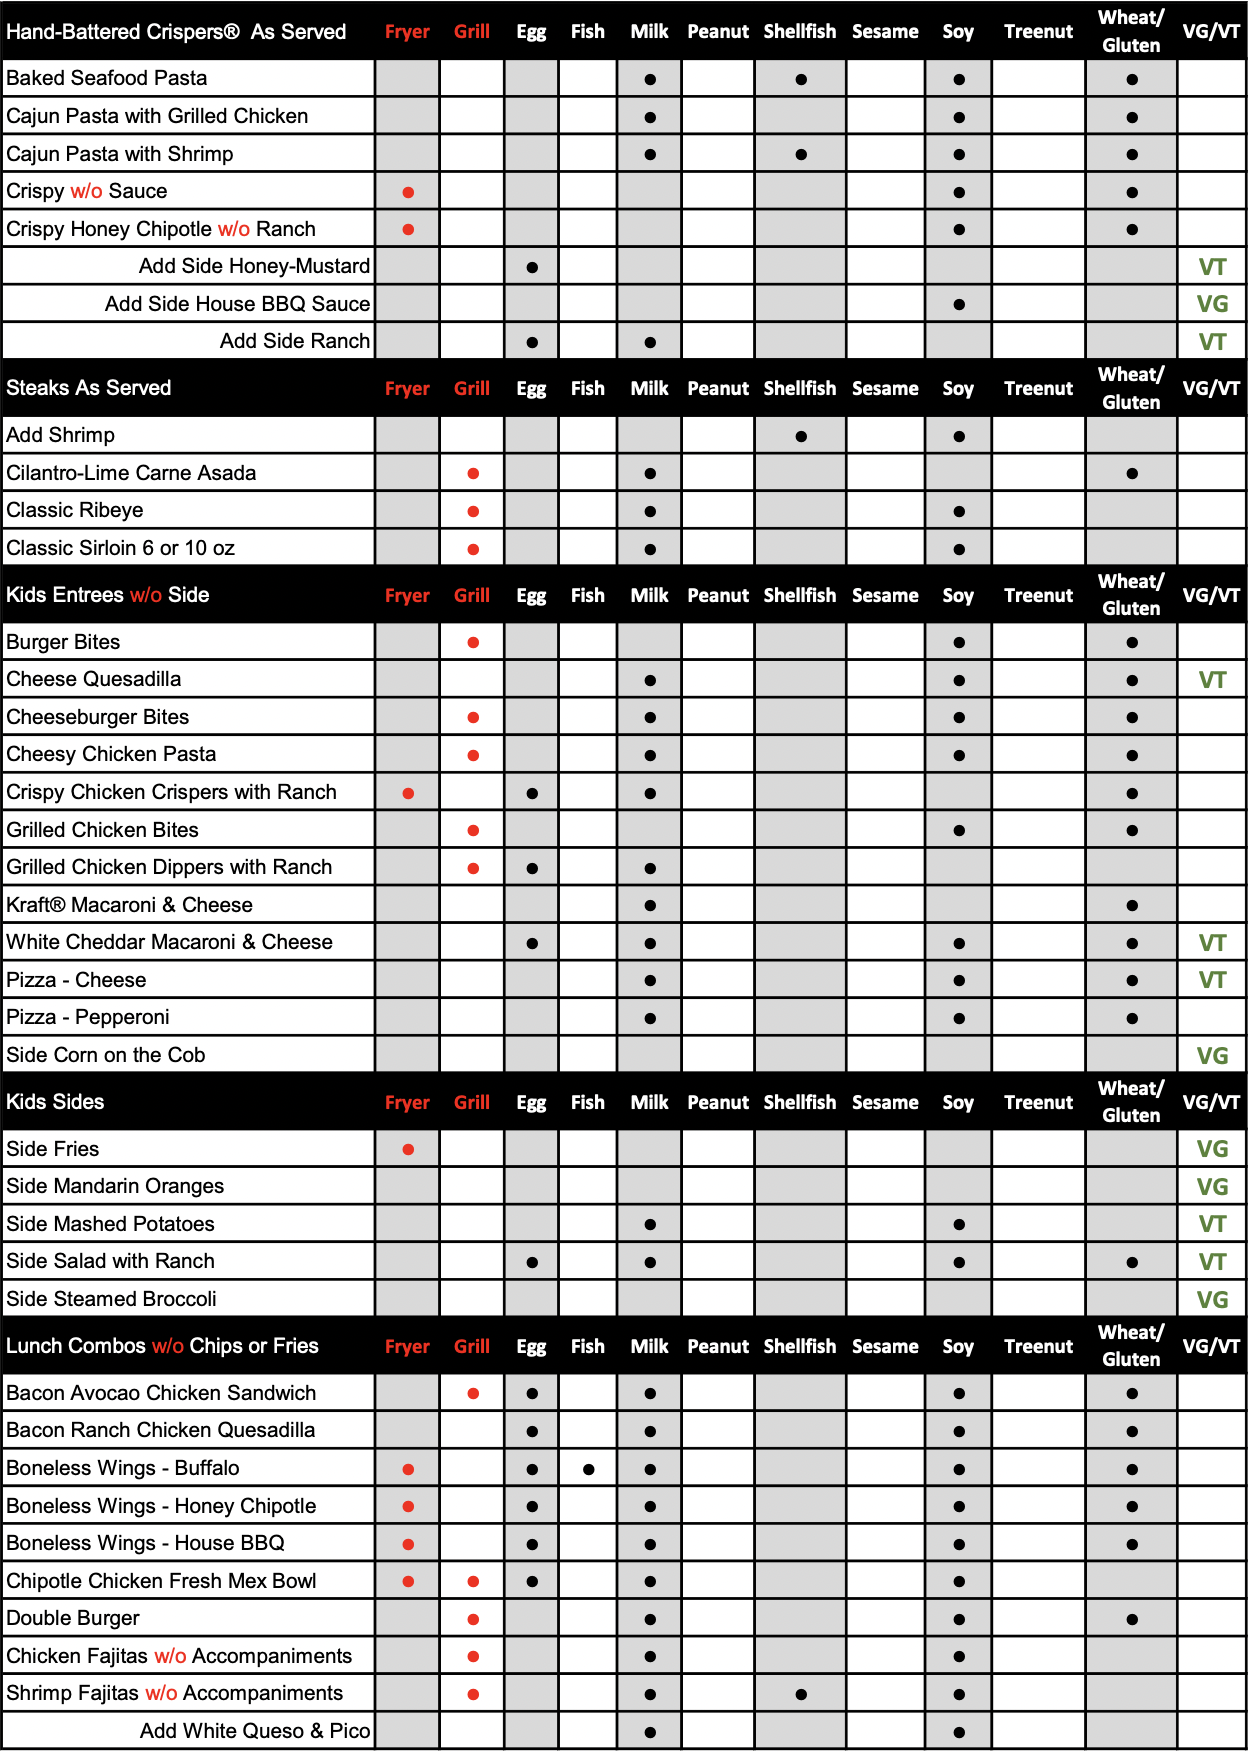 Hand-Battered Crispers® As Served Fryer Grill Egg Fish Milk Peanut Shellfish Sesame Soy Treenut Wheat/ Gluten VG/VT
Baked Seafood Pasta ● ● ● ●
Cajun Pasta with Grilled Chicken ● ● ●
Cajun Pasta with Shrimp ● ● ● ●
Crispy w/o Sauce ● ● ●
Crispy Honey Chipotle w/o Ranch ● ● ●
Add Side Honey-Mustard ● VT
Add Side House BBQ Sauce ● VG
Add Side Ranch ● ● VT
Steaks As Served Fryer Grill Egg Fish Milk Peanut Shellfish Sesame Soy Treenut Wheat/ Gluten VG/VT
Add Shrimp ● ●
Cilantro-Lime Carne Asada ● ● ●
Classic Ribeye ● ● ●
Classic Sirloin 6 or 10 oz ● ● ●
Kids Entrees w/o Side Fryer Grill Egg Fish Milk Peanut Shellfish Sesame Soy Treenut Wheat/ Gluten VG/VT
Burger Bites ● ● ●
Cheese Quesadilla ● ● ● VT
Cheeseburger Bites ● ● ● ●
Cheesy Chicken Pasta ● ● ● ●
Crispy Chicken Crispers with Ranch ● ● ● ●
Grilled Chicken Bites ● ● ●
Grilled Chicken Dippers with Ranch ● ● ●
Kraft® Macaroni & Cheese ● ●
White Cheddar Macaroni & Cheese ● ● ● ● VT
Pizza - Cheese ● ● ● VT
Pizza - Pepperoni ● ● ●
Side Corn on the Cob VG
Kids Sides Fryer Grill Egg Fish Milk Peanut Shellfish Sesame Soy Treenut Wheat/ Gluten VG/VT
Side Fries ● VG
Side Mandarin Oranges VG
Side Mashed Potatoes ● ● VT
Side Salad with Ranch ● ● ● ● VT
Side Steamed Broccoli VG
Lunch Combos w/o Chips or Fries Fryer Grill Egg Fish Milk Peanut Shellfish Sesame Soy Treenut Wheat/ Gluten VG/VT
Bacon Avocao Chicken Sandwich ● ● ● ● ●
Bacon Ranch Chicken Quesadilla ● ● ● ●
Boneless Wings - Buffalo ● ● ● ● ● ●
Boneless Wings - Honey Chipotle ● ● ● ● ●
Boneless Wings - House BBQ ● ● ● ● ●
Chipotle Chicken Fresh Mex Bowl ● ● ● ● ●
Double Burger ● ● ● ●
Chicken Fajitas w/o Accompaniments ● ● ●
Shrimp Fajitas w/o Accompaniments ● ● ● ●
Add White Queso & Pico ● ●